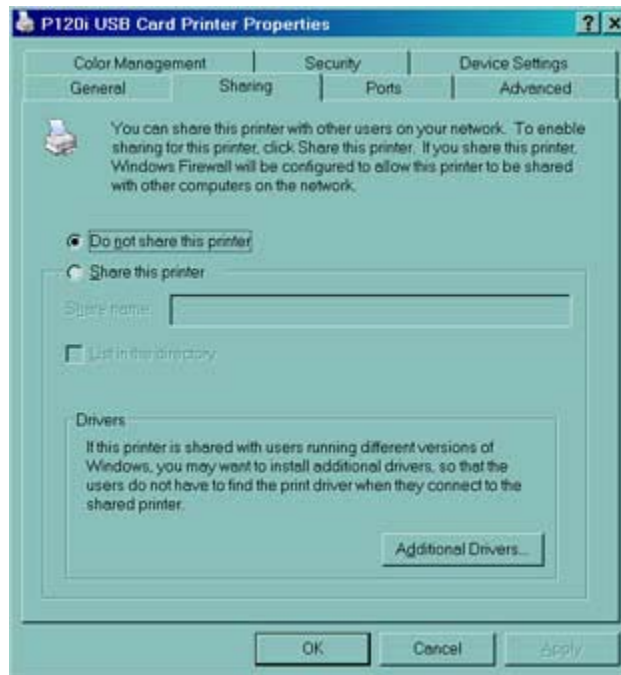 P120i USB Card Printer Properties
Color Management Security Device Settings
General Sharing Ports Advanced
You can share this printer with other users on your network. To enable
sharing for this printer, click Share this printer. If you share this printer,
Windows Firewall will be configured to allow this printer to be shared
with other computers on the network.
Do not share this printer
Share this printer
Share name:
List in the directory
Drivers
If this printer is shared with users running different versions of
Windows, you may want to install additional drivers, so that the
users do not have to find the print driver when they connect to the
shared printer.
Additional Drivers...
OK Cancel Apply